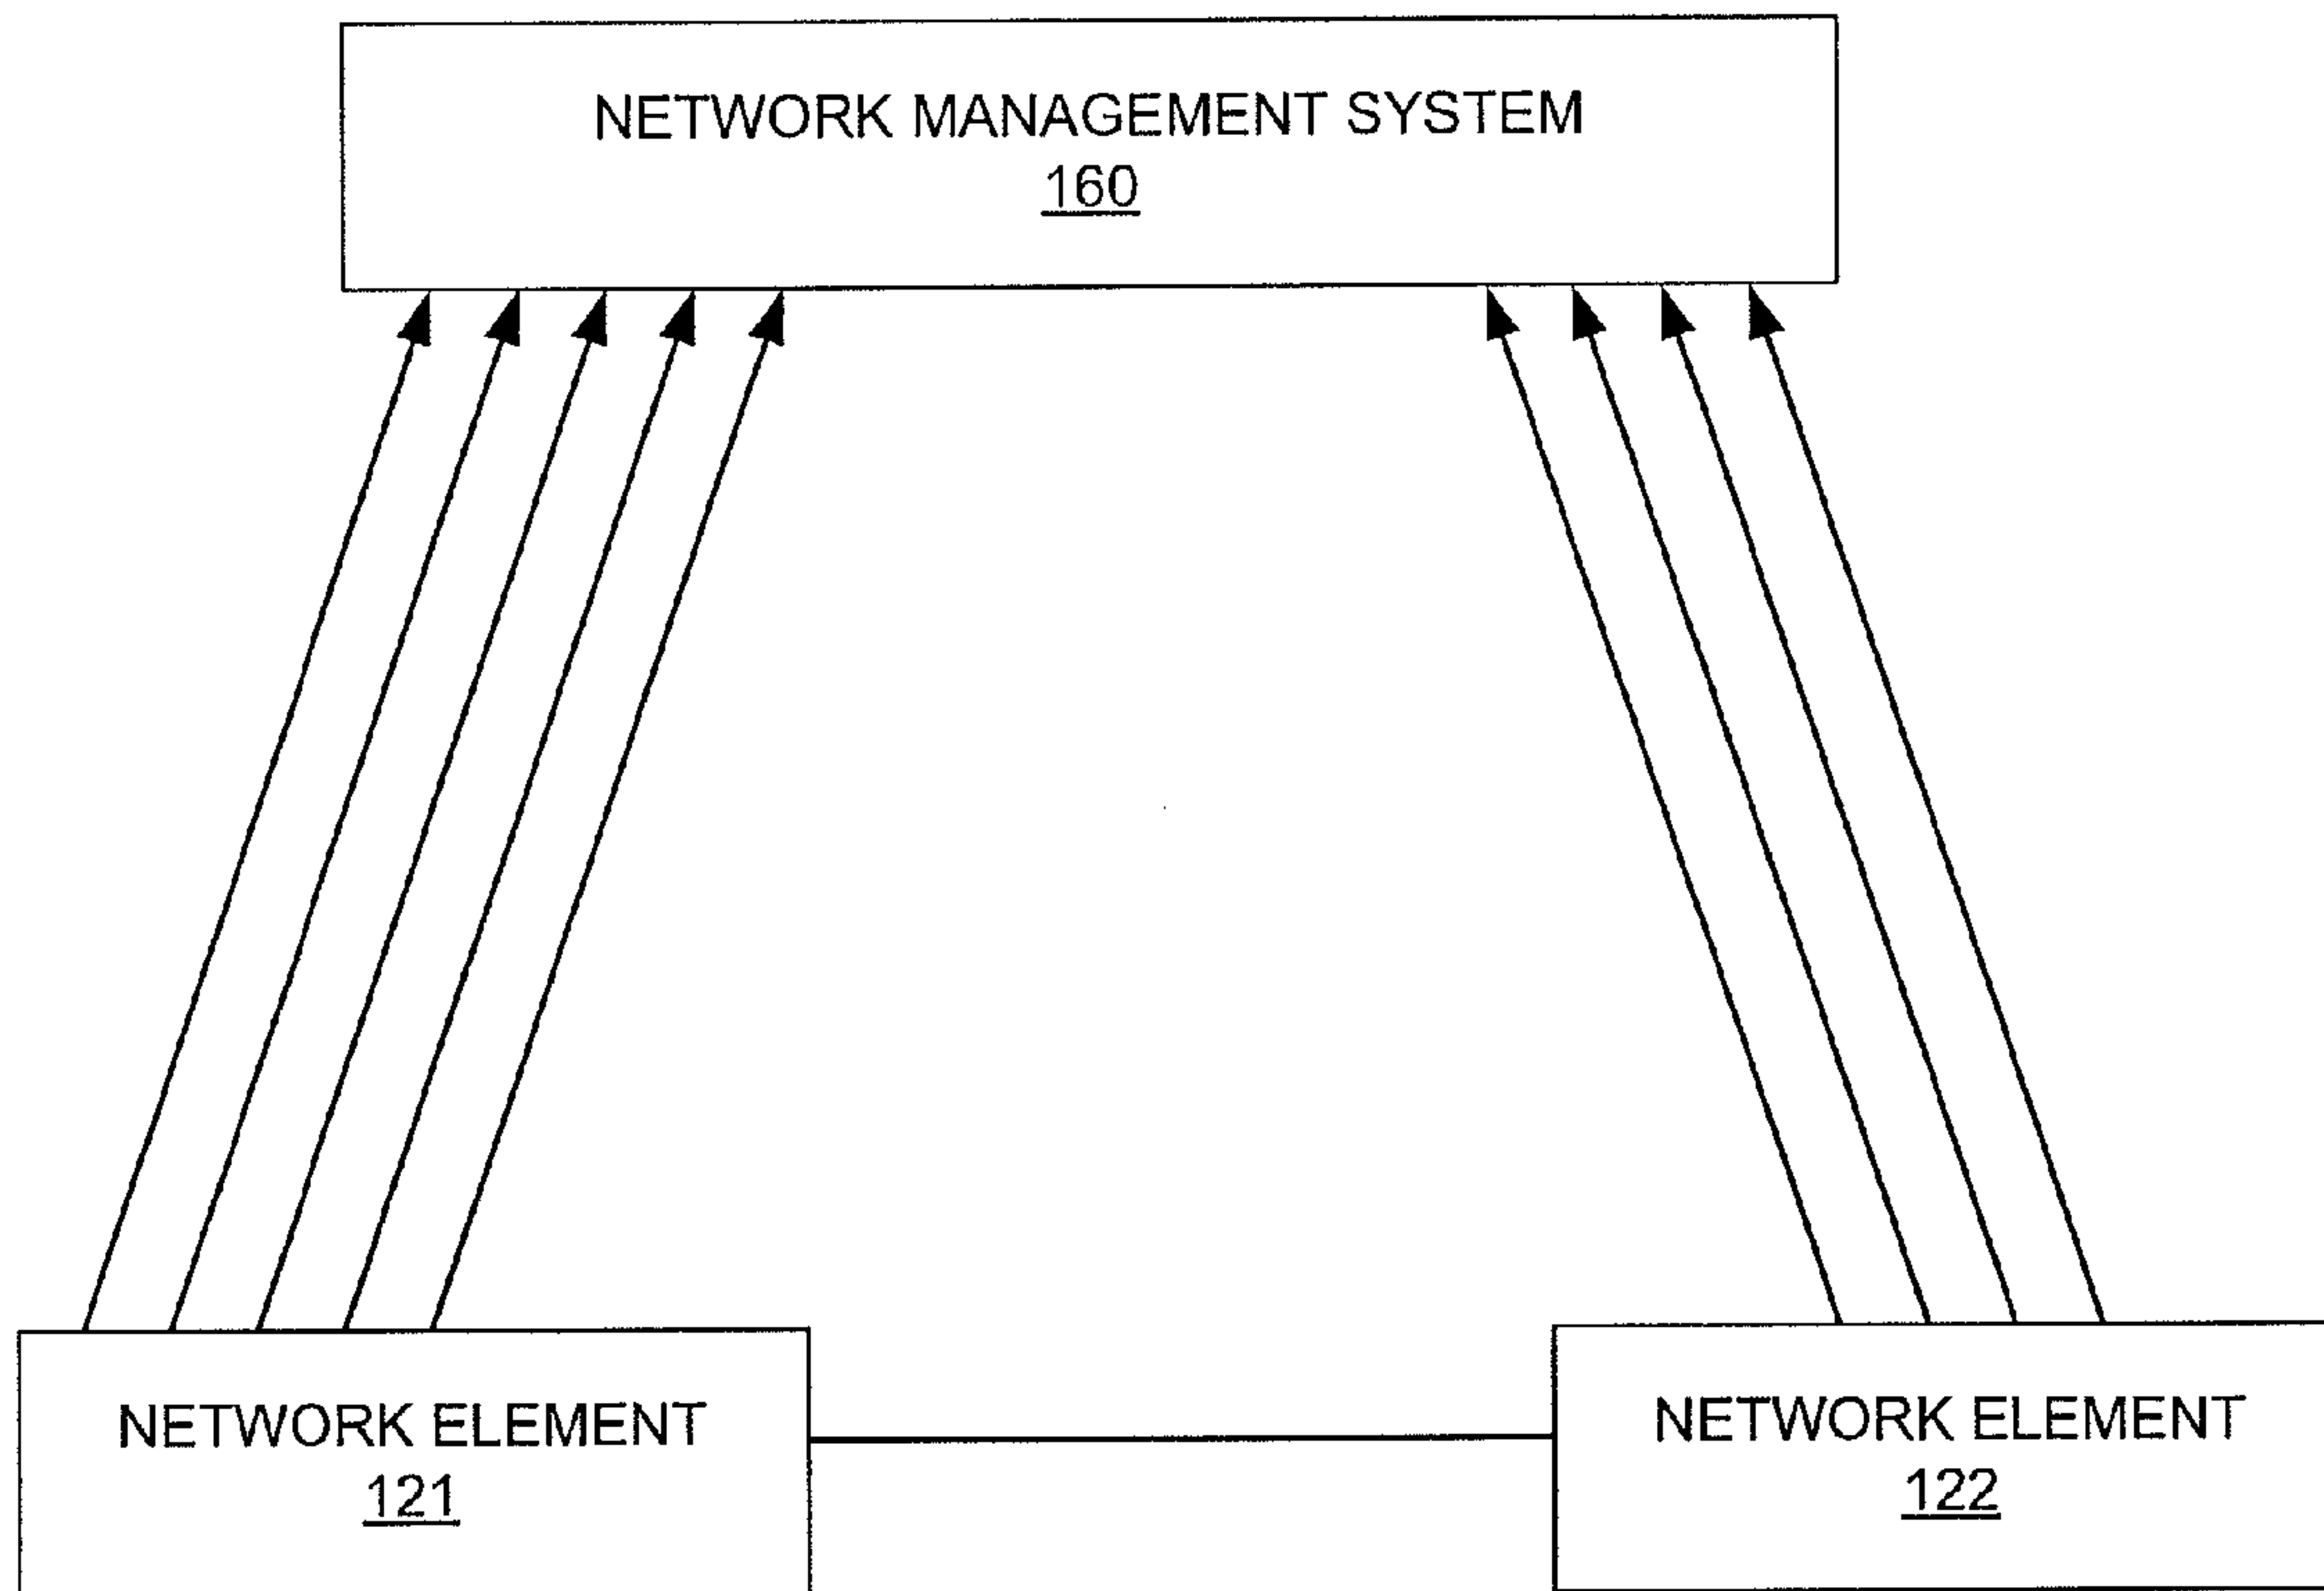 NETWORK MANAGEMENT SYSTEM
160
NETWORK ELEMENT
121
NETWORK ELEMENT
122